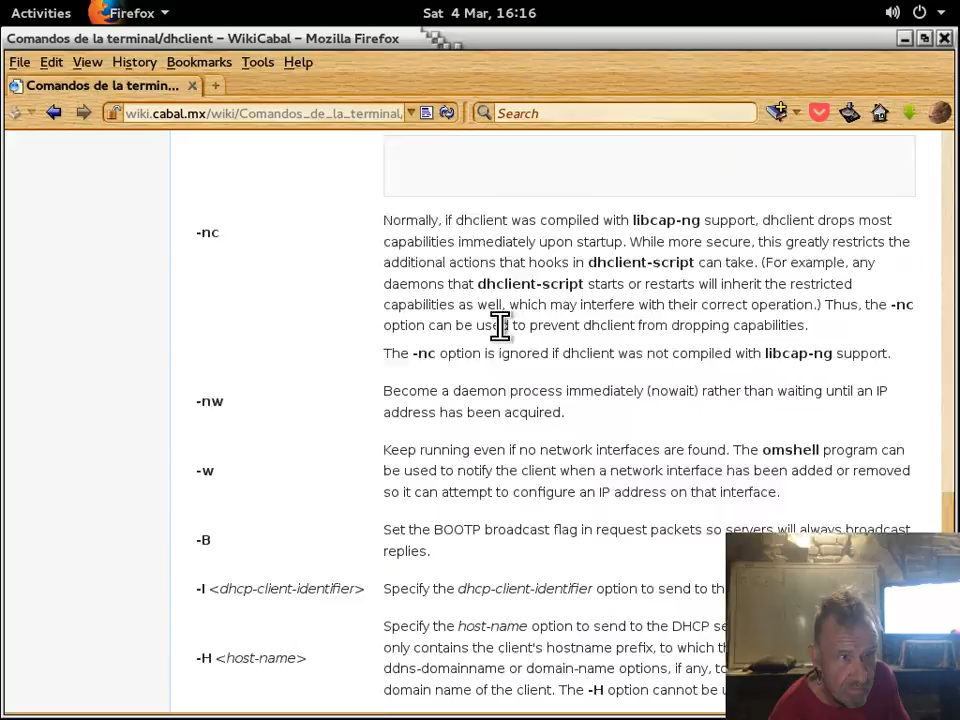 Activities Firefox Sat 4 Mar, 16:16
Comandos de la terminal/dhclient – WikiCabal – Mozilla Firefox
File Edit View History Bookmarks Tools Help
Comandos de la termin...
wiki.cabal.mx/wiki/Comandos_de_la_terminal, Search
Normally, if dhclient was compiled with libcap-ng support, dhclient drops most
-nc
capabilities immediately upon startup. While more secure, this greatly restricts the
additional actions that hooks in dhclient-script can take. (For example, any
daemons that dhclient-script starts or restarts will inherit the restricted
capabilities as well, which may interfere with their correct operation.) Thus, the -nc
option can be used to prevent dhclient from dropping capabilities.
The -nc option is ignored if dhclient was not compiled with libcap-ng support.
-nw
Become a daemon process immediately (nowait) rather than waiting until an IP
address has been acquired.
-w
Keep running even if no network interfaces are found. The omshell program can
be used to notify the client when a network interface has been added or removed
so it can attempt to configure an IP address on that interface.
-B
Set the BOOTP broadcast flag in request packets so servers will always broadcast
replies.
-I <dhcp-client-identifier> Specify the dhcp-client-identifier option to send to th
-H <host-name>
Specify the host-name option to send to the DHCP se
only contains the client's hostname prefix, to which th
ddns-domainname or domain-name options, if any, to
domain name of the client. The -H option cannot be u